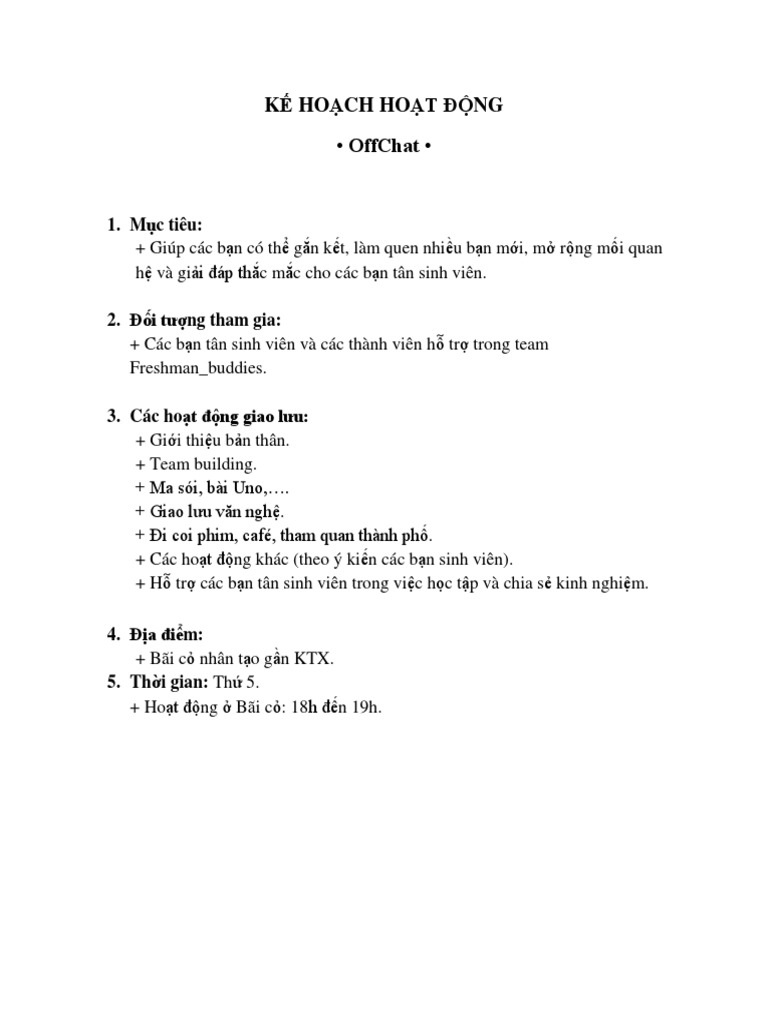 KẾ HOẠCH HOẠT ĐỘNG
• OffChat •
1. Mục tiêu:
+ Giúp các bạn có thể gắn kết, làm quen nhiều bạn mới, mở rộng mối quan
hệ và giải đáp thắc mắc cho các bạn tân sinh viên.
2. Đối tượng tham gia:
+ Các bạn tân sinh viên và các thành viên hỗ trợ trong team
Freshman_buddies.
3. Các hoạt động giao lưu:
+ Giới thiệu bản thân.
+ Team building.
+ Ma sói, bài Uno,….
+ Giao lưu văn nghệ.
+ Đi coi phim, café, tham quan thành phố.
+ Các hoạt động khác (theo ý kiến các bạn sinh viên).
+ Hỗ trợ các bạn tân sinh viên trong việc học tập và chia sẻ kinh nghiệm.
4. Địa điểm:
+ Bãi cỏ nhân tạo gần KTX.
5. Thời gian: Thứ 5.
+ Hoạt động ở Bãi cỏ: 18h đến 19h.